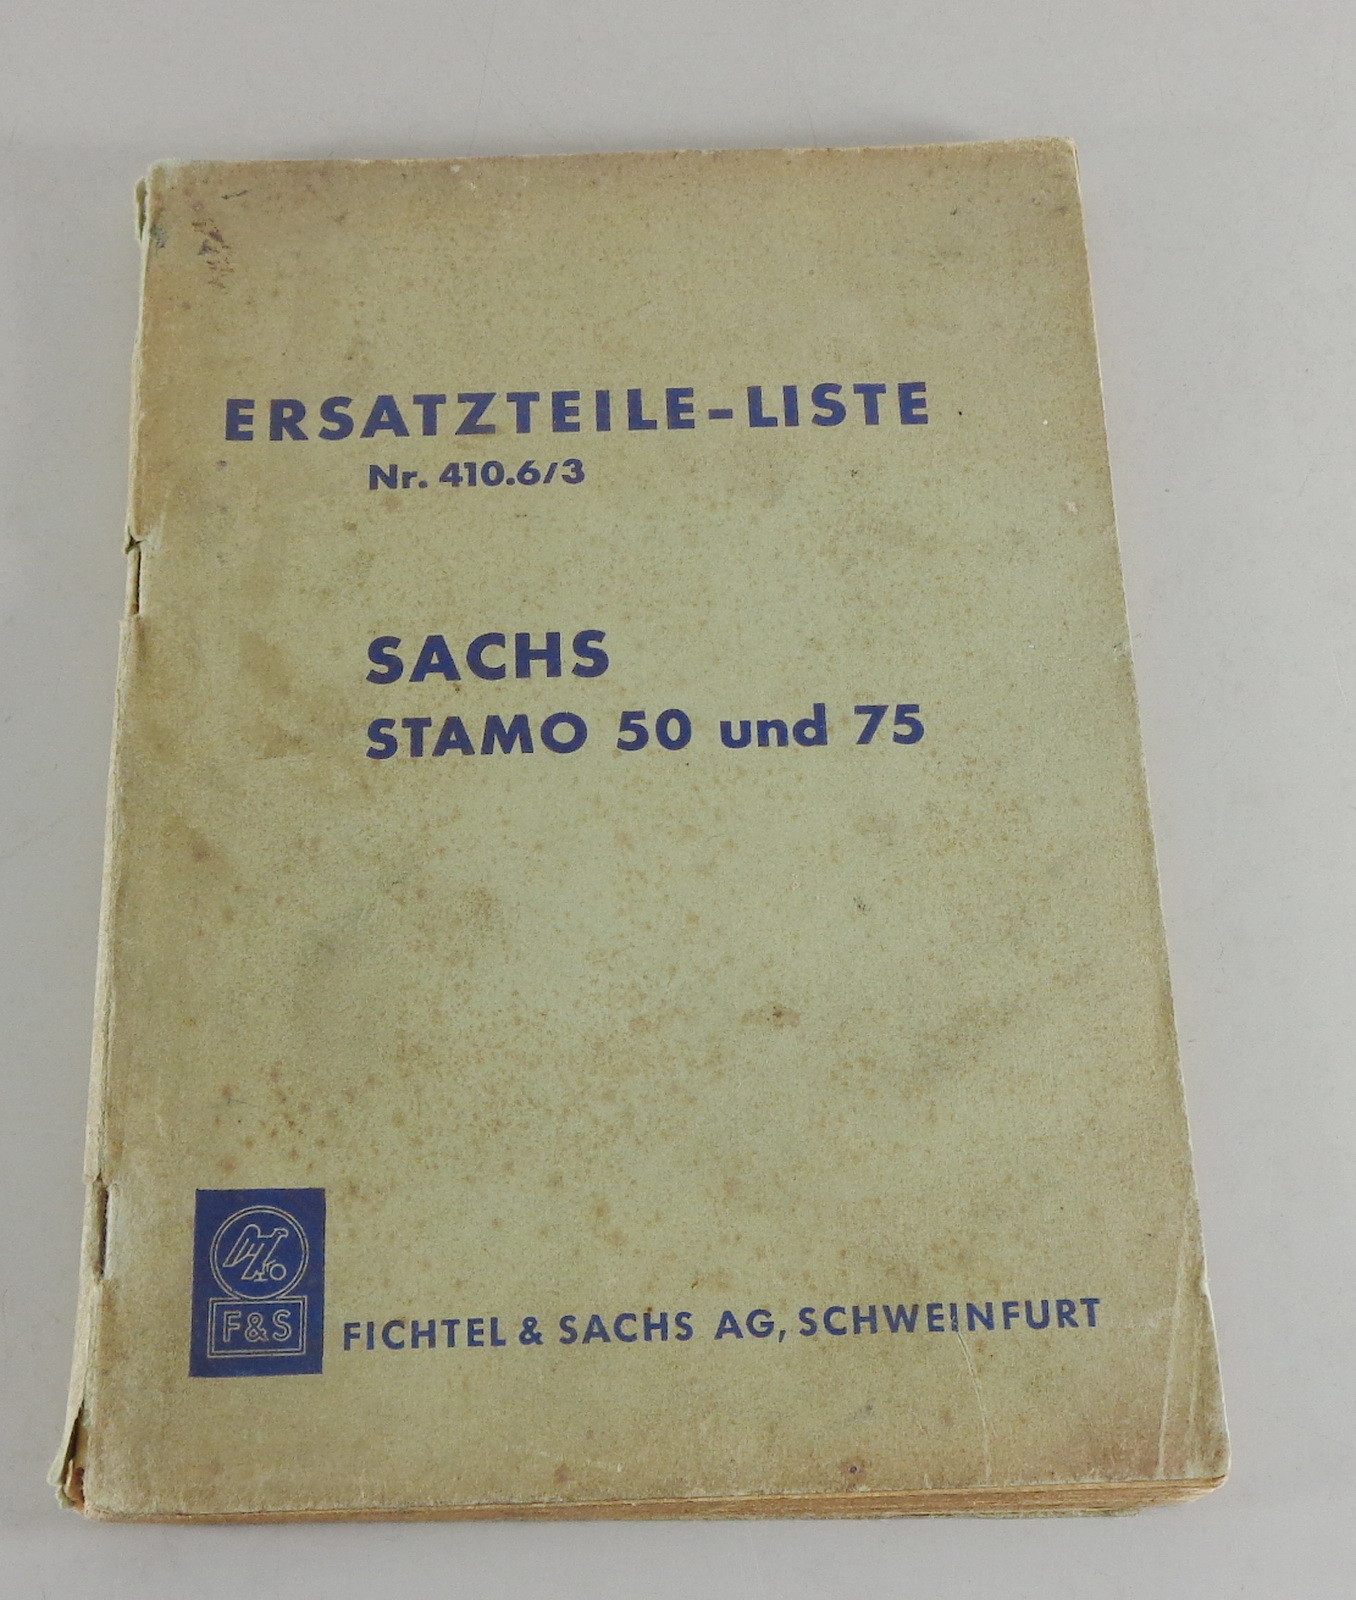 ERSATZTEILE-LISTE
Nr. 410.6/3
SACHS
STAMO 50 und 75
F&S
FICHTEL & SACHS AG, SCHWEINFURT